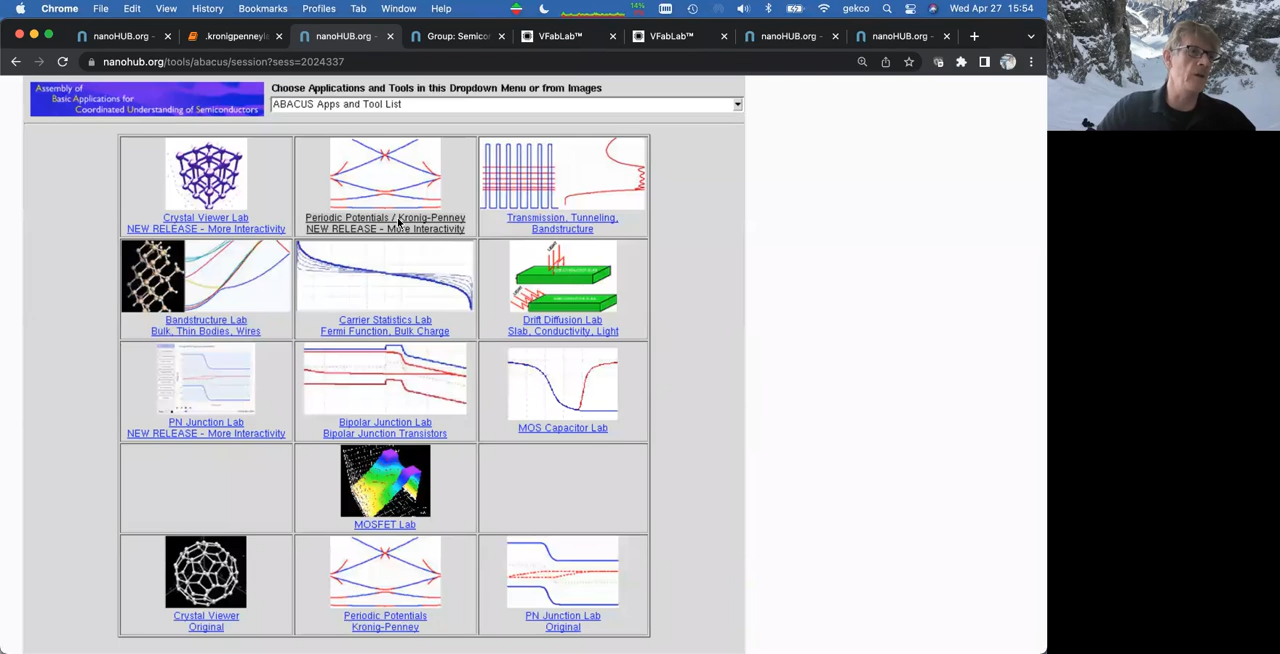 Chrome File Edit View History Bookmarks Profiles Tab Window Help gekco Wed Apr 27 15:54
nanoHUB.org - .kronigpenneyla nanoHUB.org - Group: Semicor VFabLab™ VFabLab™ nanoHUB.org - nanoHUB.org -
nanohub.org/tools/abacus/session?sess=2024337
Assembly of
Basic Applications for
Coordinated Understanding of Semiconductors
Choose Applications and Tools in this Dropdown Menu or from Images
ABACUS Apps and Tool List
Crystal Viewer Lab
NEW RELEASE - More Interactivity
Periodic Potentials / Kronig-Penney
NEW RELEASE - More Interactivity
Transmission, Tunneling,
Bandstructure
Bandstructure Lab
Bulk, Thin Bodies, Wires
Carrier Statistics Lab
Fermi Function, Bulk Charge
Drift Diffusion Lab
Slab, Conductivity, Light
PN Junction Lab
NEW RELEASE - More Interactivity
Bipolar Junction Lab
Bipolar Junction Transistors
MOS Capacitor Lab
MOSFET Lab
Crystal Viewer
Original
Periodic Potentials
Kronig-Penney
PN Junction Lab
Original